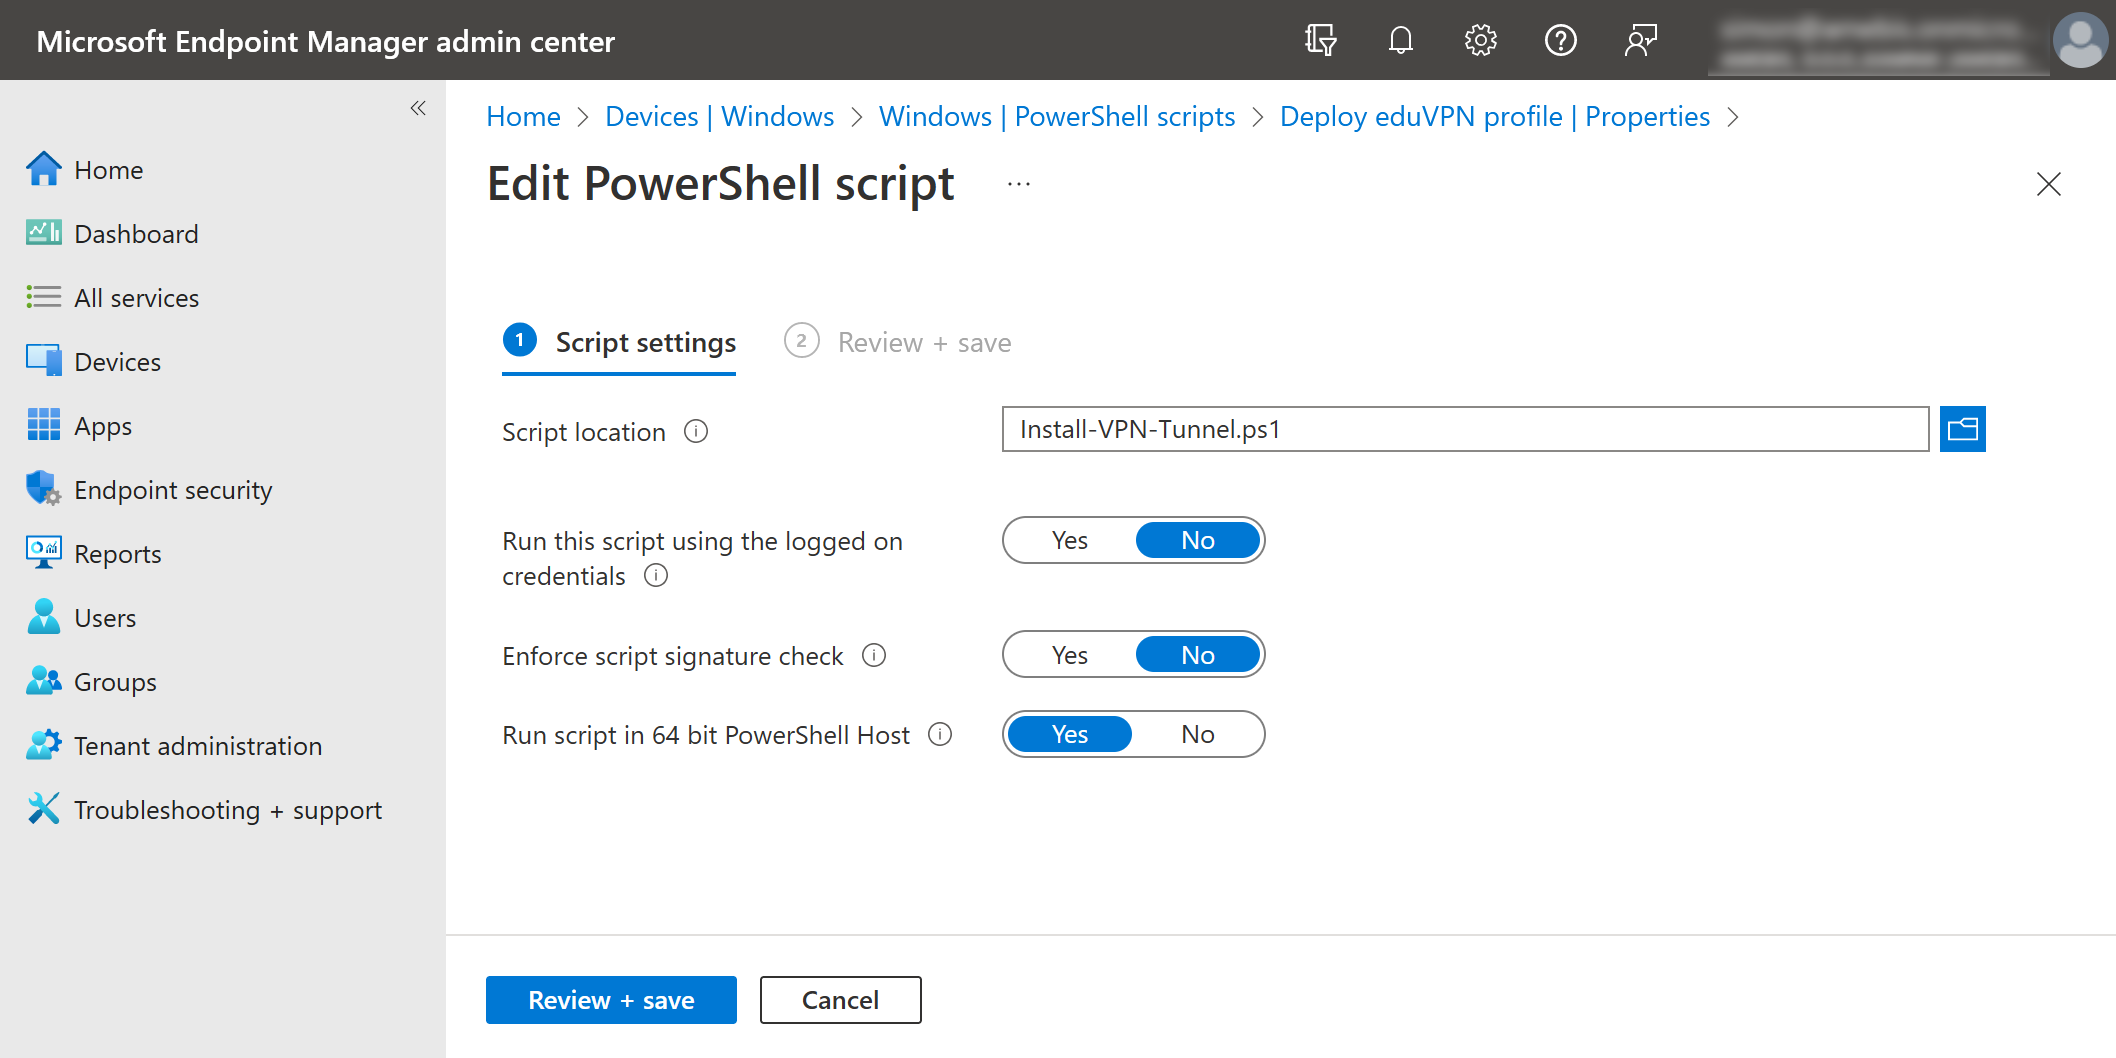 Microsoft Endpoint Manager admin center
Home
Dashboard
All services
Devices
Apps
Endpoint security
Reports
Users
Groups
Tenant administration
Troubleshooting + support
Home > Devices | Windows > Windows | PowerShell scripts > Deploy eduVPN profile | Properties >
Edit PowerShell script ...
1 Script settings 2 Review + save
Script location Install-VPN-Tunnel.ps1
Run this script using the logged on
credentials
Yes No
Enforce script signature check Yes No
Run script in 64 bit PowerShell Host Yes No
Review + save Cancel